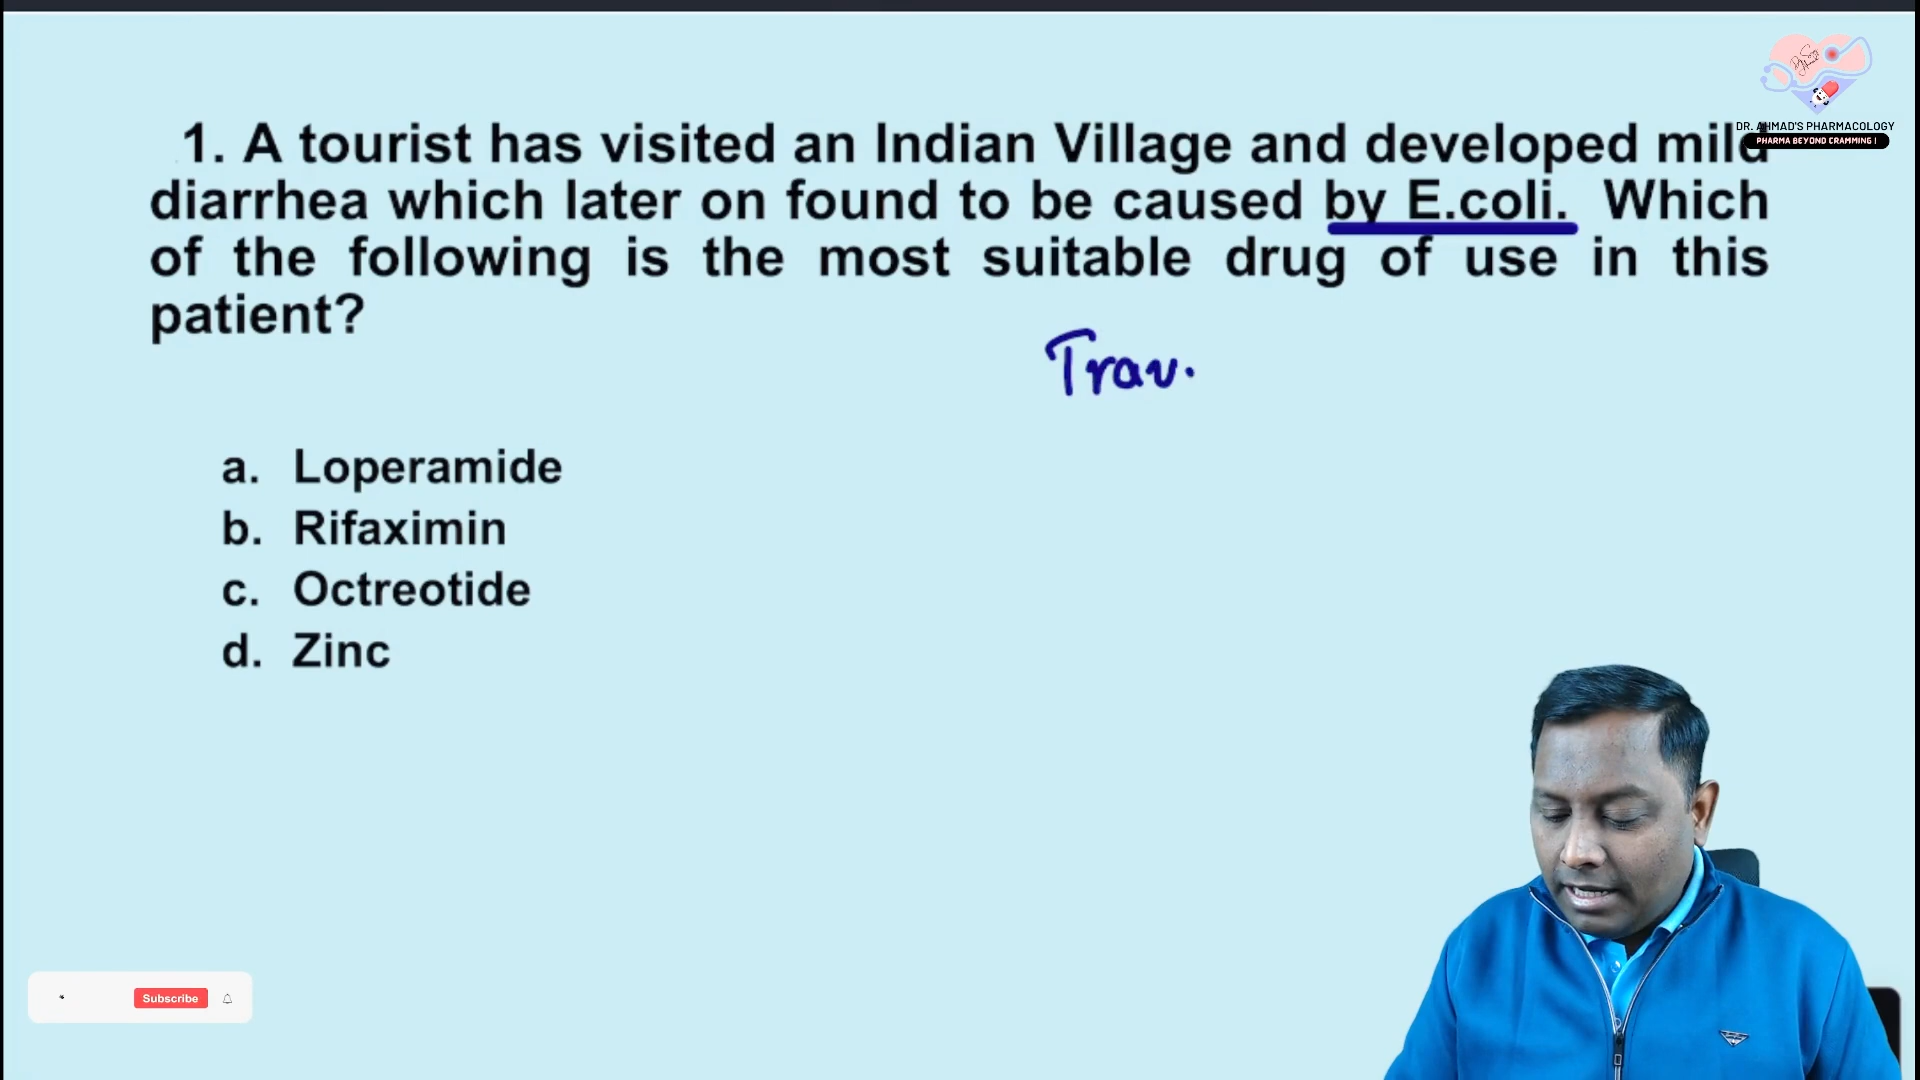 DR. AHMAD'S PHARMACOLOGY
PHARMA BEYOND CRAMMING !
1. A tourist has visited an Indian Village and developed mild
diarrhea which later on found to be caused by E.coli. Which
of the following is the most suitable drug of use in this
patient?
Trav.
a. Loperamide
b. Rifaximin
c. Octreotide
d. Zinc
Subscribe